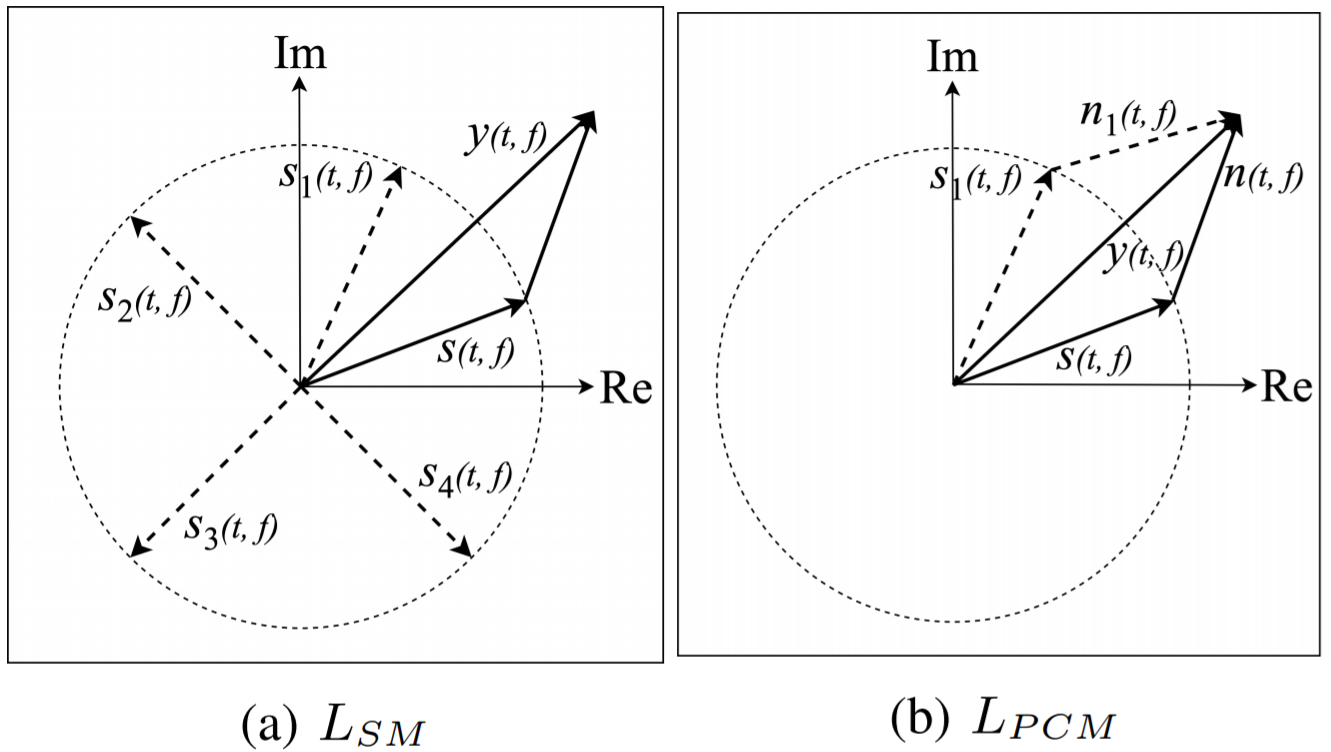 Im
y(t, f)
s1(t, f)
s2(t, f)
s(t, f)
Re
s4(t, f)
s3(t, f)
(a) LSM
Im
n1(t, f)
s1(t, f)
n(t, f)
y(t, f)
s(t, f)
Re
(b) LPCM